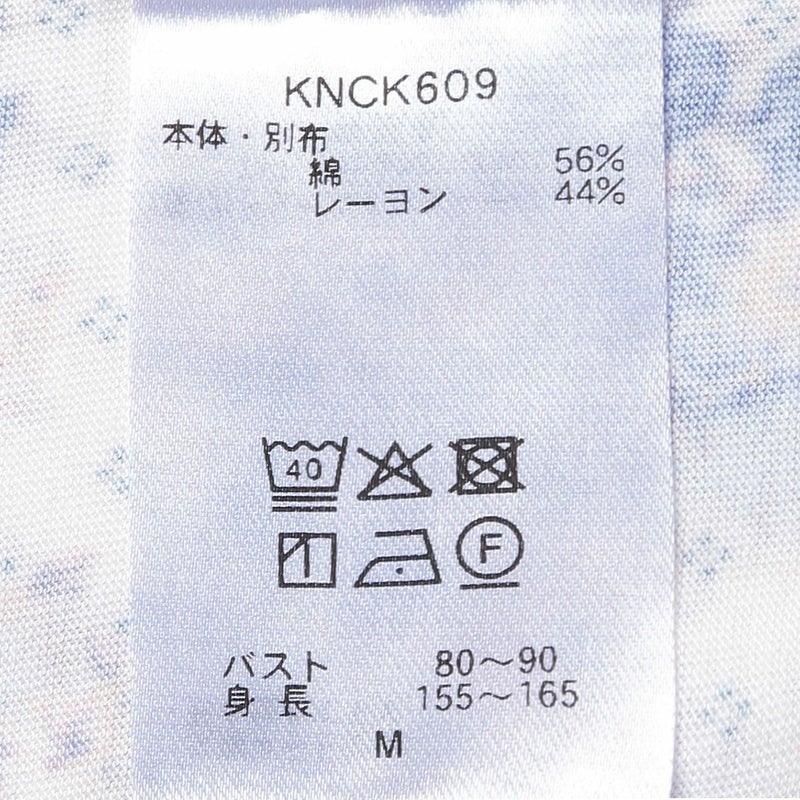 KNCK609
本体・別布
綿 56%
レーヨン 44%
40
F
バスト 80～90
身長 155～165
M